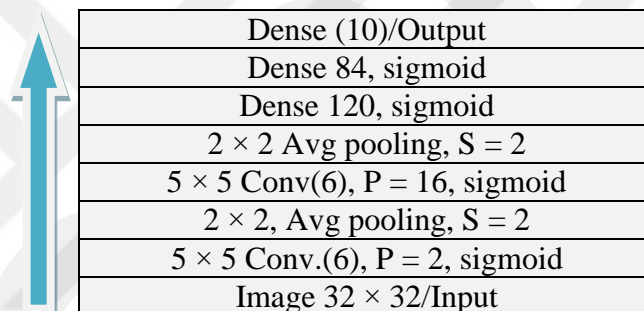 Dense (10)/Output
Dense 84, sigmoid
Dense 120, sigmoid
2 × 2 Avg pooling, S = 2
5 × 5 Conv(6), P = 16, sigmoid
2 × 2, Avg pooling, S = 2
5 × 5 Conv.(6), P = 2, sigmoid
Image 32 × 32/Input